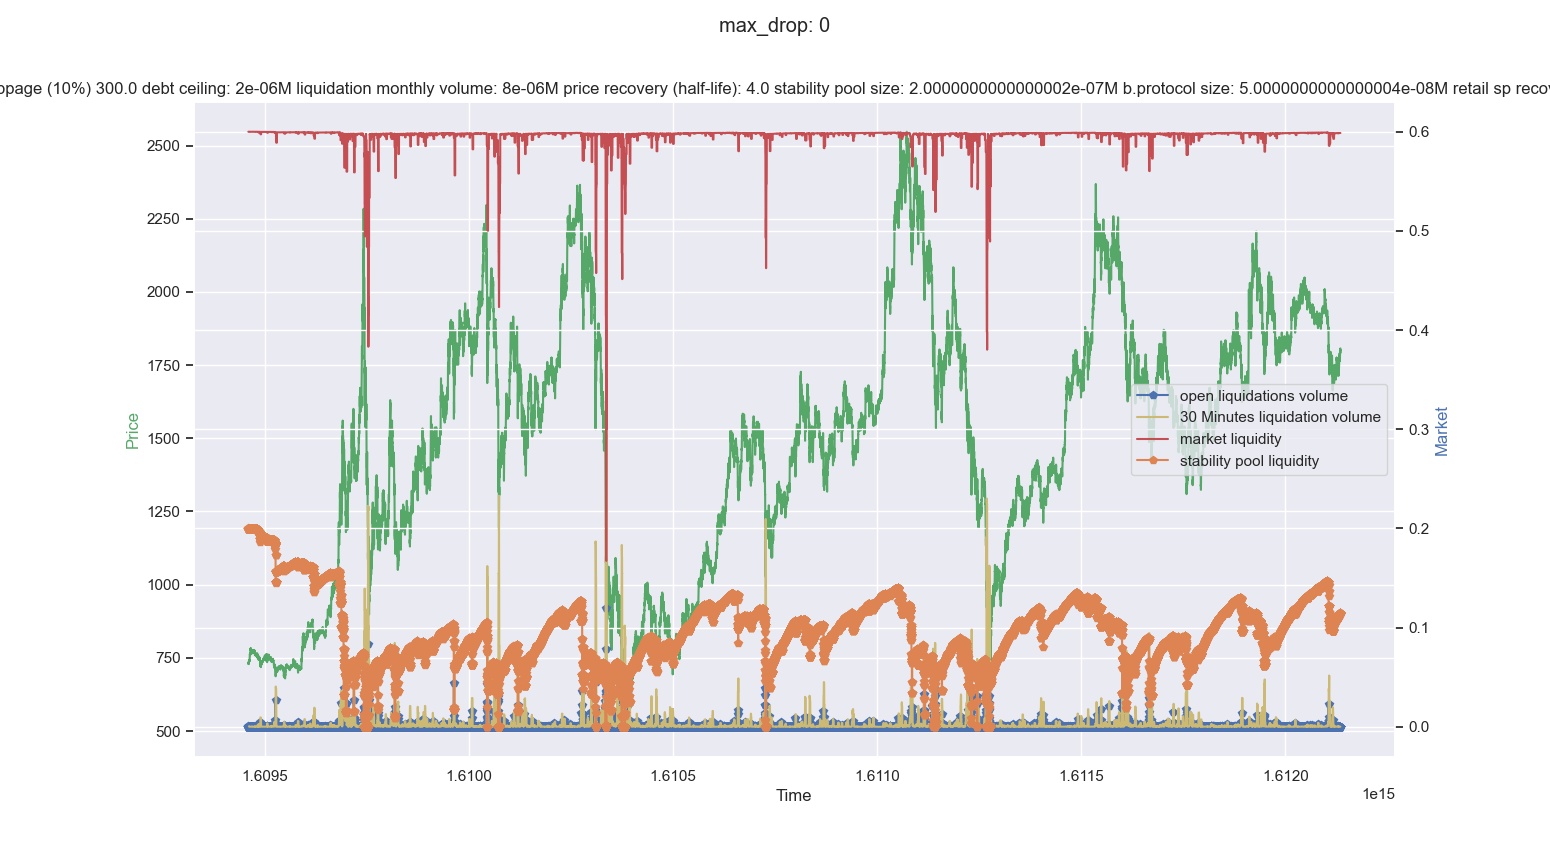 max_drop: 0
(10%) 300.0 debt ceiling: 2e-06M liquidation monthly volume: 8e-06M price recovery (half-life): 4.0 stability pool size: 2.0000000000000002e-07M b.protocol size: 5.0000000000000004e-08M retail sp
2500
2250
2000
1750
1500
1250
1000
750
500
Price
0.6
0.5
0.4
0.3
0.2
0.1
0.0
Market
open liquidations volume
30 Minutes liquidation volume
market liquidity
stability pool liquidity
1.6095
1.6100
1.6105
1.6110
1.6115
1.6120
Time
1e15